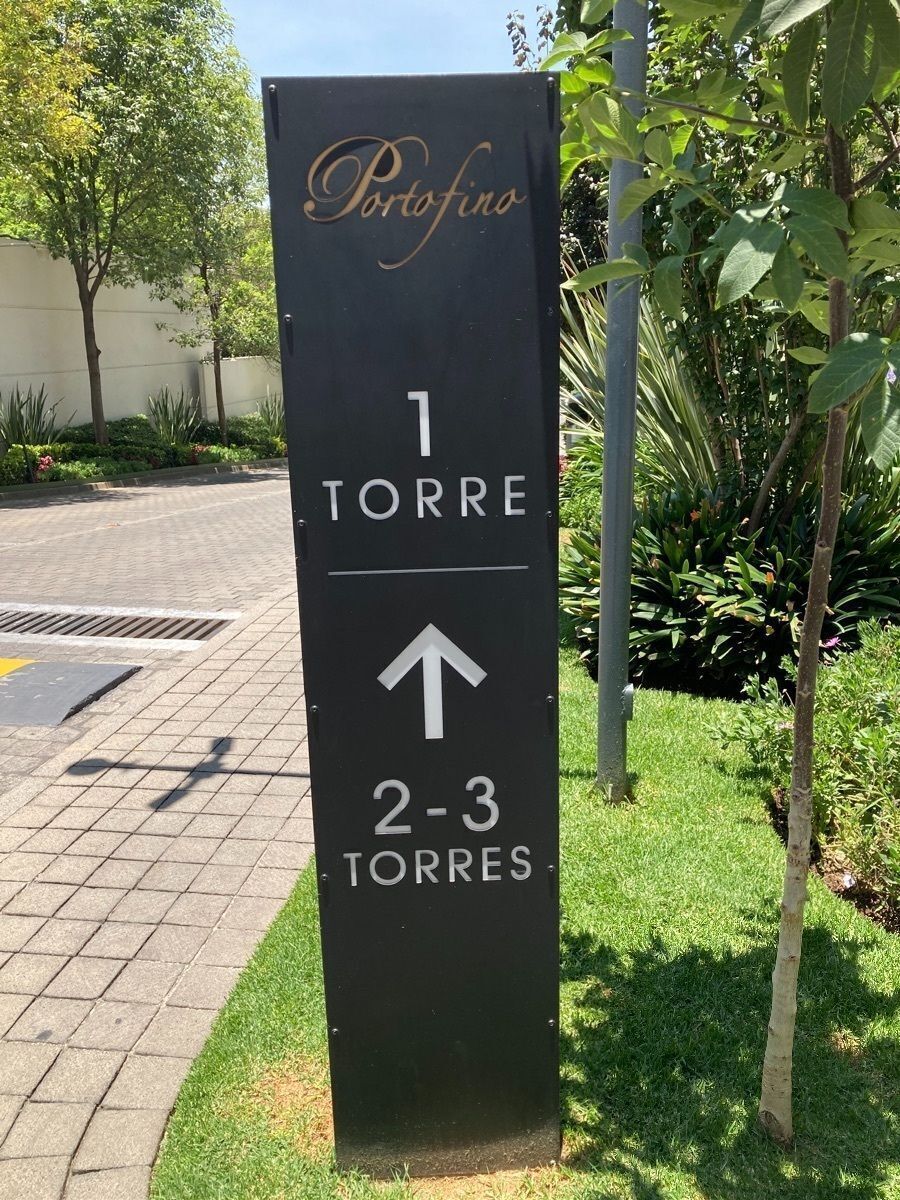 Portofino
1
TORRE
2-3
TORRES